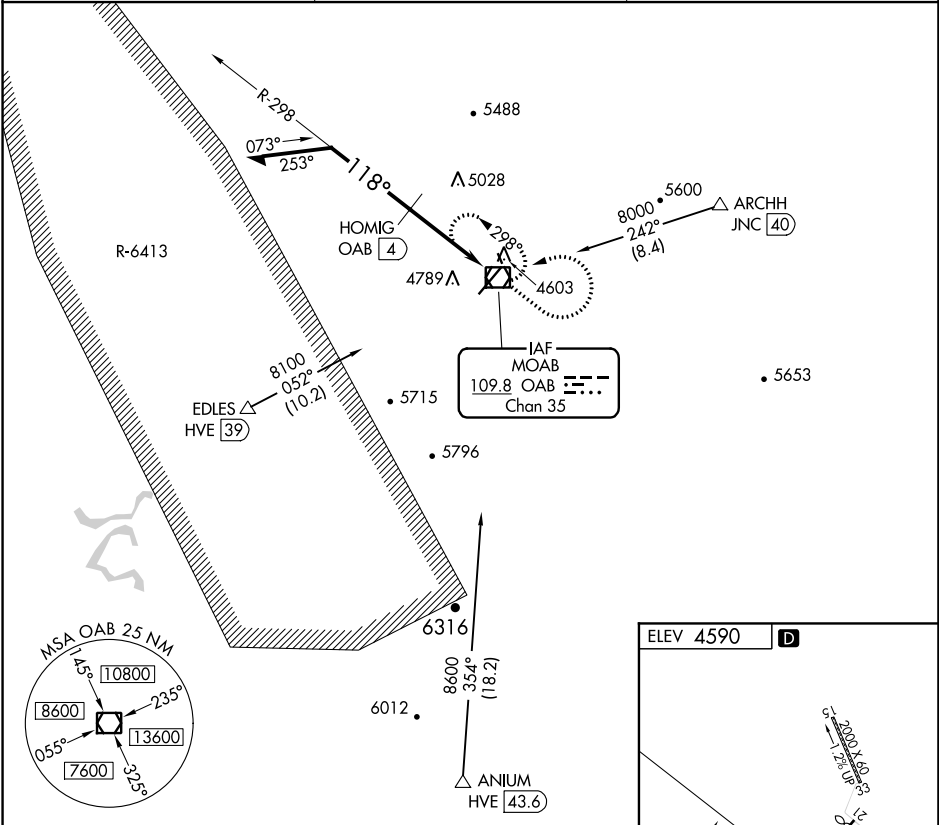 R-298
5488
073°
253°
118°
5028
5600
ARCHH
JNC 40
8000
242°
(8.4)
HOMIG
OAB 4
298°
R-6413
4789
4603
IAF
MOAB
109.8 OAB
Chan 35
8100
052°
(10.2)
5653
EDLES
HVE 39
5715
5796
6316
8600
354°
(18.2)
6012
ANIUM
HVE 43.6
MSA OAB 25 NM
145°
10800
235°
8600
13600
055°
7600
325°
ELEV 4590
D
15
2000 X 60
1.2% UP
33
21